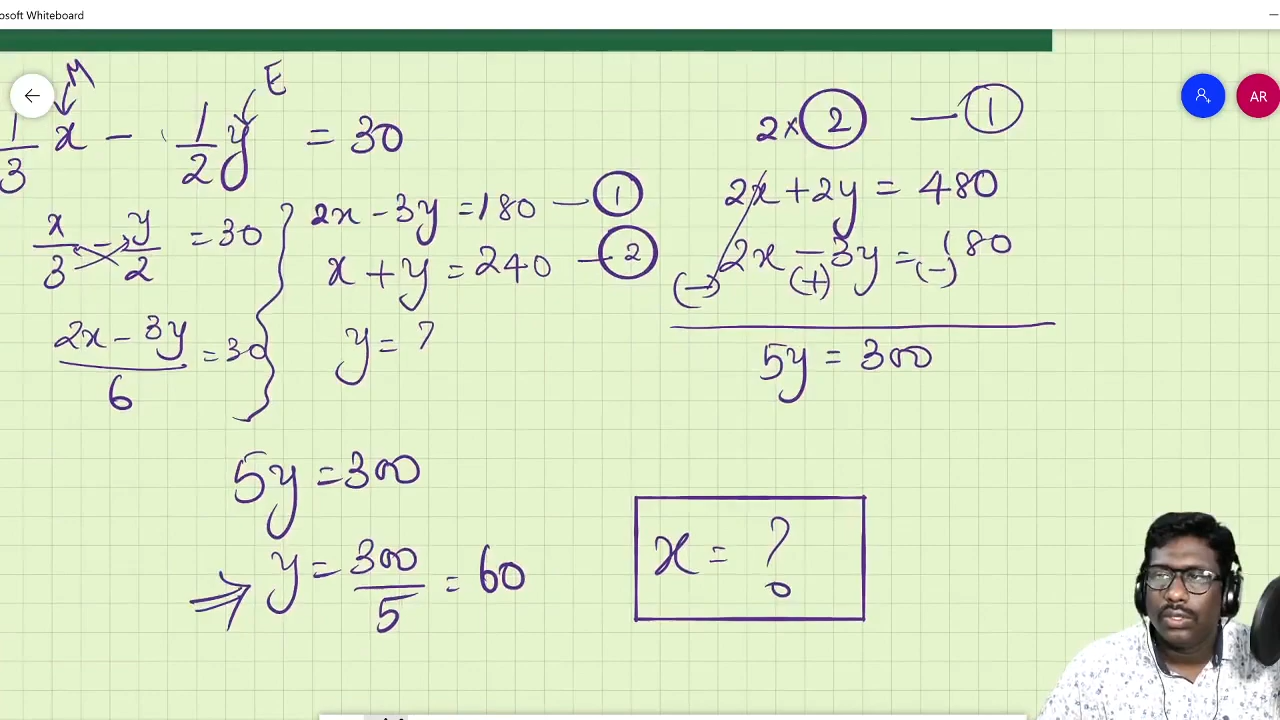 osoft Whiteboard
AR
M
E
1/3 x - 1/2 y = 30
x/3 - y/2 = 30
(2x - 3y)/6 = 30
2x - 3y = 180 — ①
x + y = 240 — ②
y = ?
5y = 300
⇒ y = 300/5 = 60
2 × ② — ①
2x + 2y = 480
2x - 3y = 180
(-) (+) (-)
5y = 300
x = ?